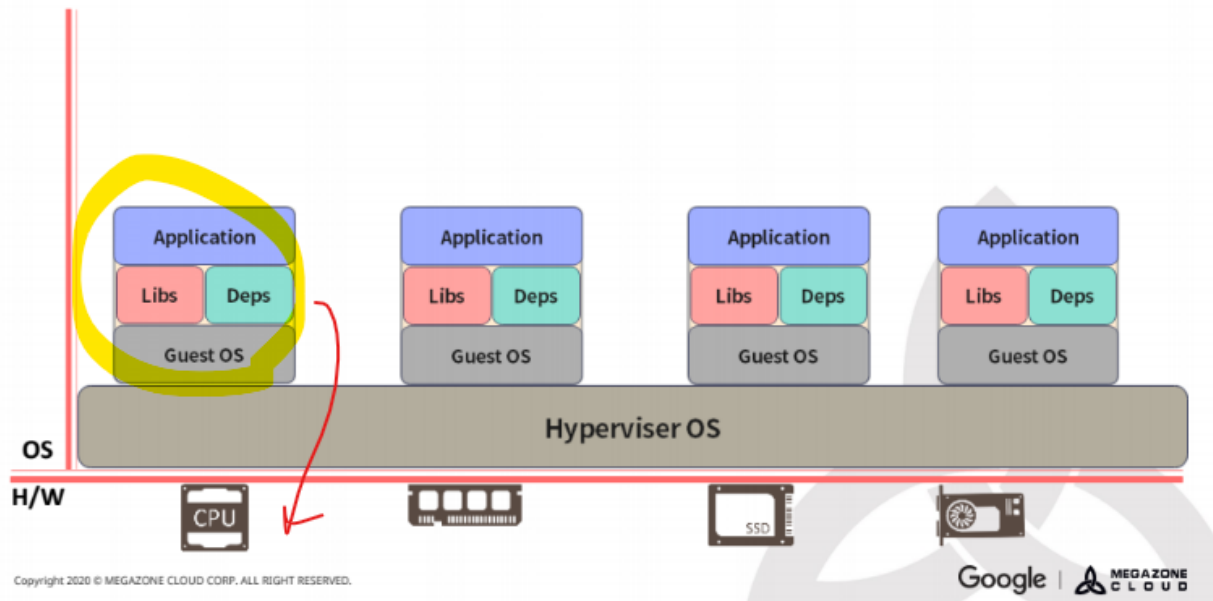 Application Application Application Application
Libs Deps Libs Deps Libs Deps Libs Deps
Guest OS Guest OS Guest OS Guest OS
Hyperviser OS
OS
H/W
CPU
SSD
Copyright 2020 © MEGAZONE CLOUD CORP. ALL RIGHT RESERVED.
Google | MEGAZONE
CLOUD